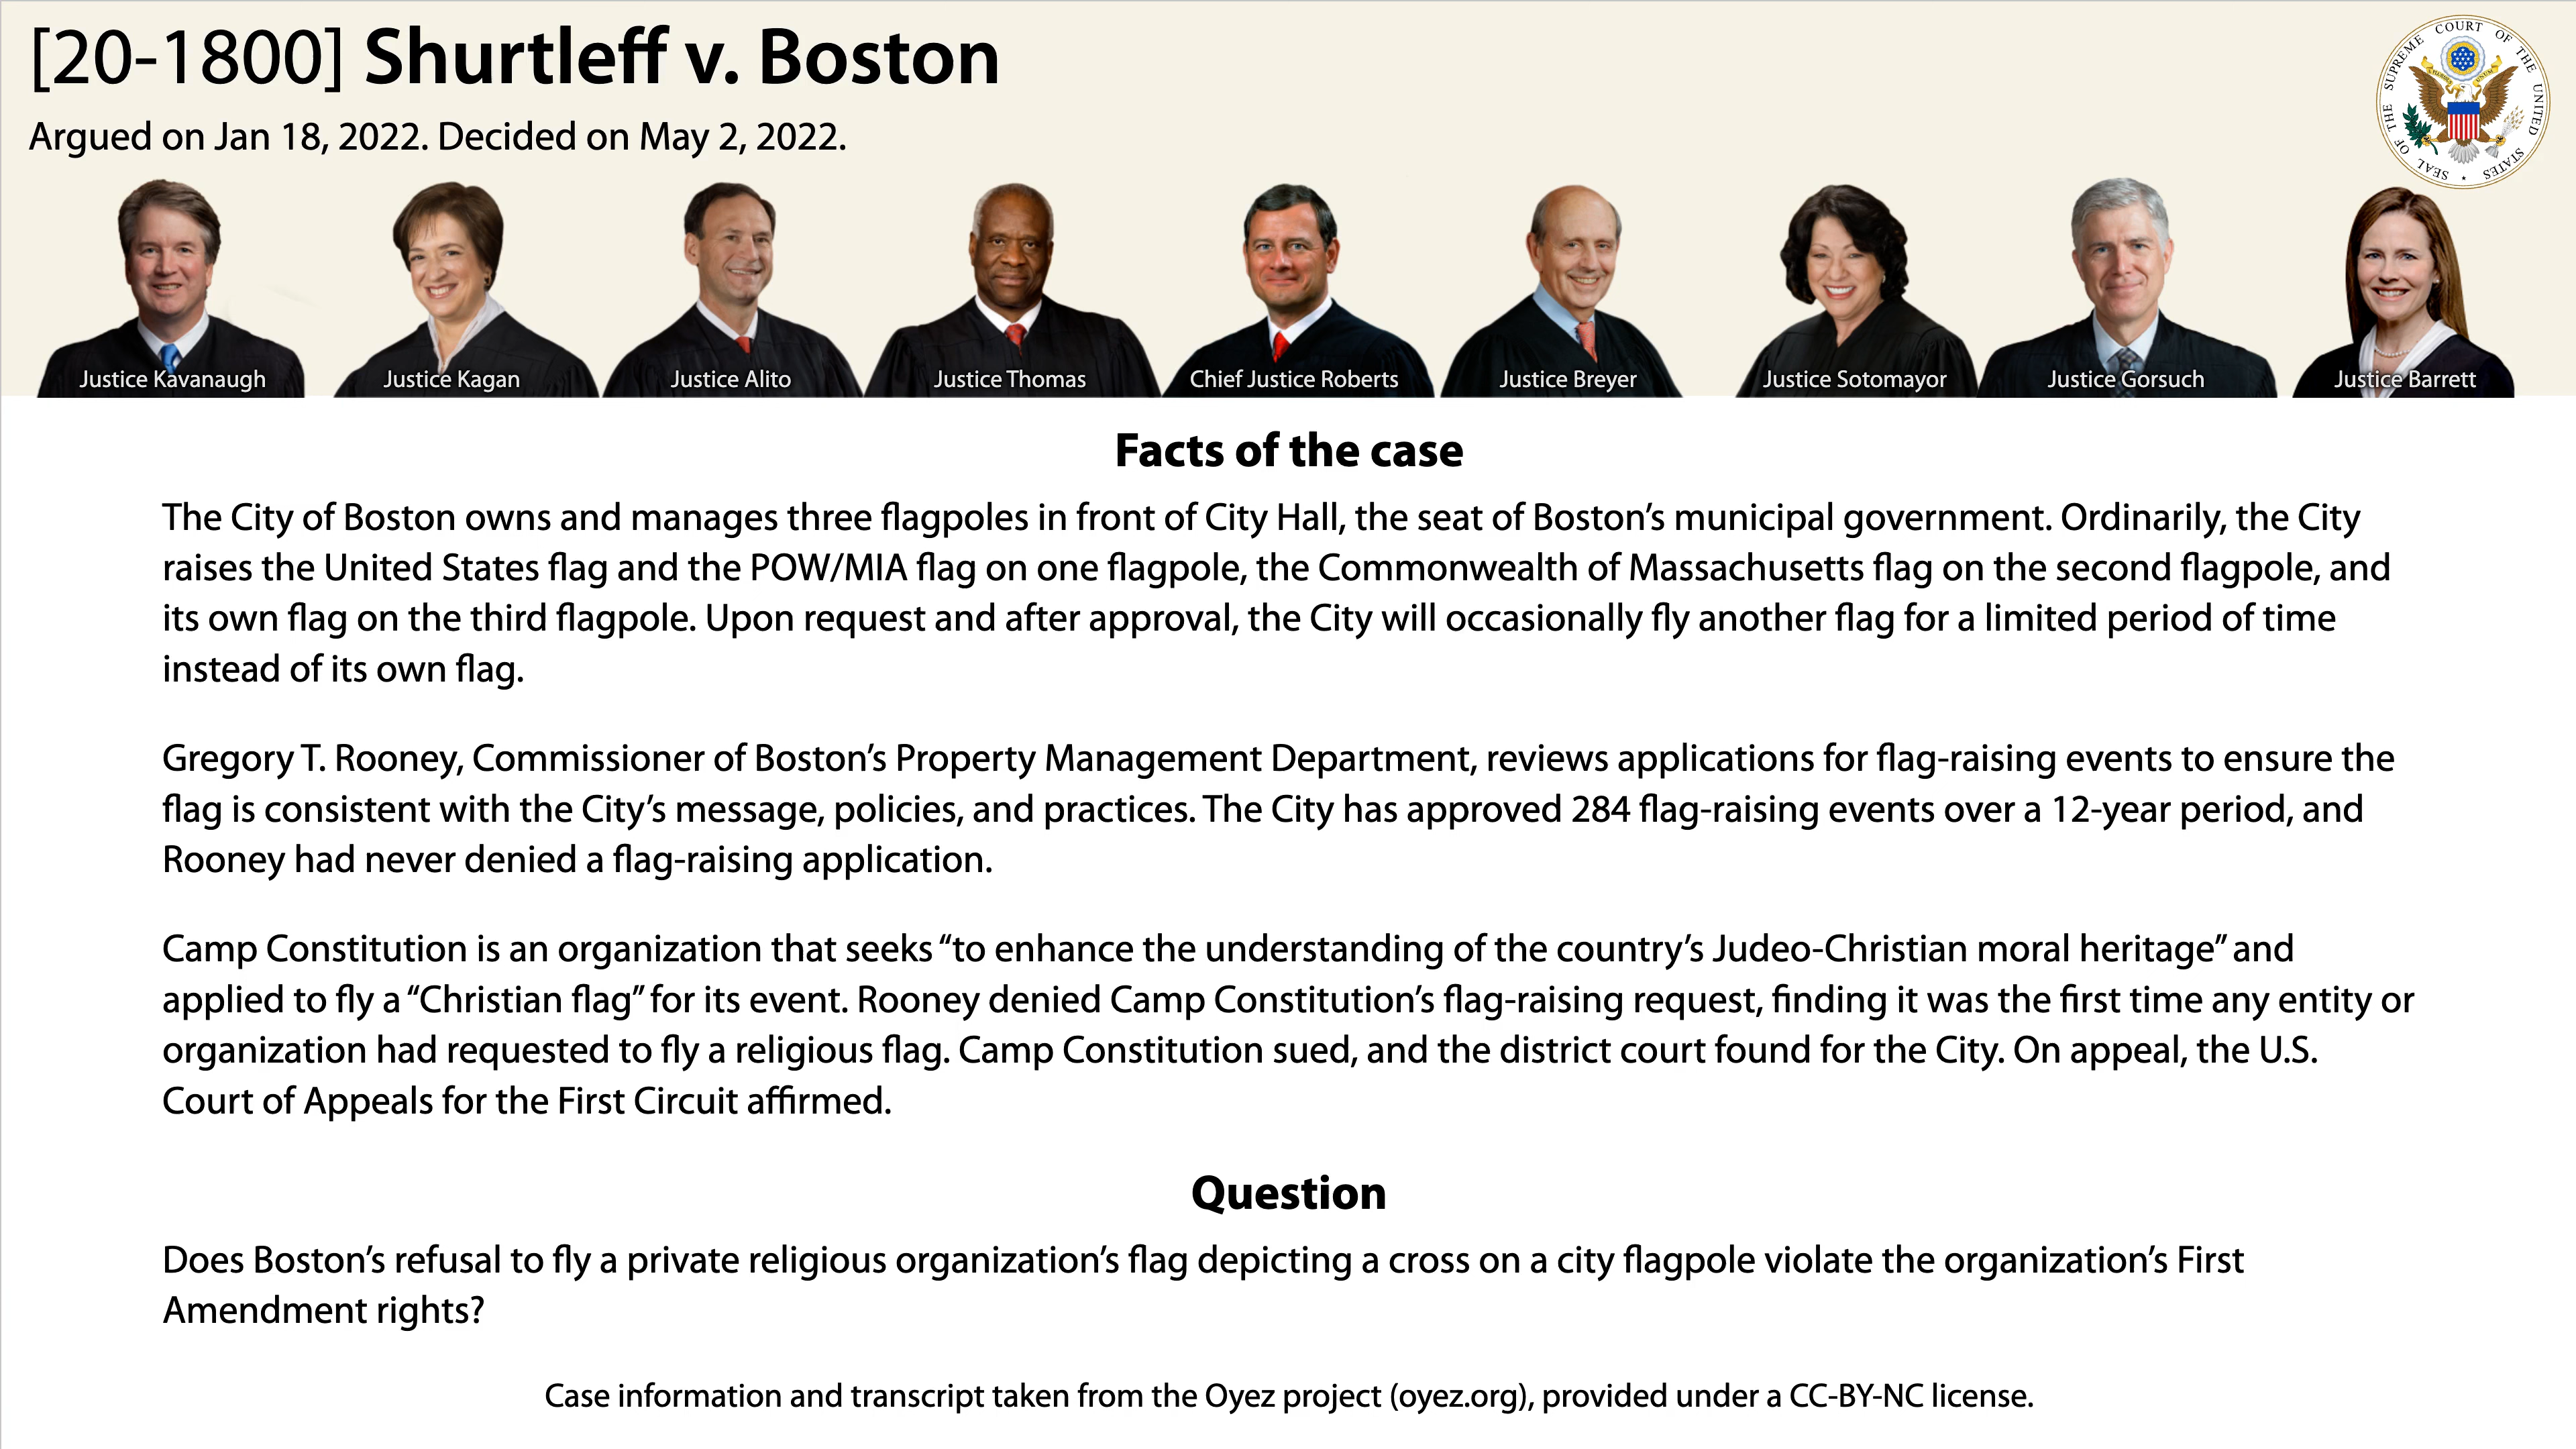 [20-1800] Shurtleff v. Boston
Argued on Jan 18, 2022. Decided on May 2, 2022.
SEAL OF THE SUPREME COURT OF THE UNITED STATES
Justice Kavanaugh
Justice Kagan
Justice Alito
Justice Thomas
Chief Justice Roberts
Justice Breyer
Justice Sotomayor
Justice Gorsuch
Justice Barrett
Facts of the case
The City of Boston owns and manages three flagpoles in front of City Hall, the seat of Boston’s municipal government. Ordinarily, the City
raises the United States flag and the POW/MIA flag on one flagpole, the Commonwealth of Massachusetts flag on the second flagpole, and
its own flag on the third flagpole. Upon request and after approval, the City will occasionally fly another flag for a limited period of time
instead of its own flag.
Gregory T. Rooney, Commissioner of Boston’s Property Management Department, reviews applications for flag-raising events to ensure the
flag is consistent with the City’s message, policies, and practices. The City has approved 284 flag-raising events over a 12-year period, and
Rooney had never denied a flag-raising application.
Camp Constitution is an organization that seeks “to enhance the understanding of the country’s Judeo-Christian moral heritage” and
applied to fly a “Christian flag” for its event. Rooney denied Camp Constitution’s flag-raising request, finding it was the first time any entity or
organization had requested to fly a religious flag. Camp Constitution sued, and the district court found for the City. On appeal, the U.S.
Court of Appeals for the First Circuit affirmed.
Question
Does Boston’s refusal to fly a private religious organization’s flag depicting a cross on a city flagpole violate the organization’s First
Amendment rights?
Case information and transcript taken from the Oyez project (oyez.org), provided under a CC-BY-NC license.